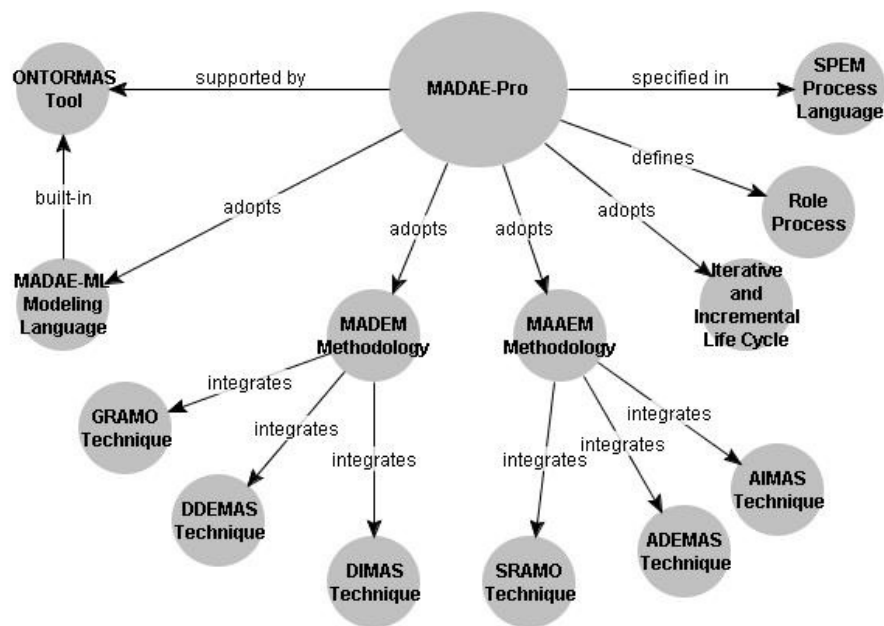 ONTORMAS
Tool
supported by
MADAE-Pro
specified in
SPEM
Process
Language
defines
Role
Process
built-in
adopts
adopts
adopts
adopts
MADAE-ML
Modeling
Language
Iterative
and
Incremental
Life Cycle
MADEM
Methodology
MAAEM
Methodology
integrates
GRAMO
Technique
integrates
integrates
integrates
integrates
integrates
DDEMAS
Technique
DIMAS
Technique
SRAMO
Technique
ADEMAS
Technique
AIMAS
Technique